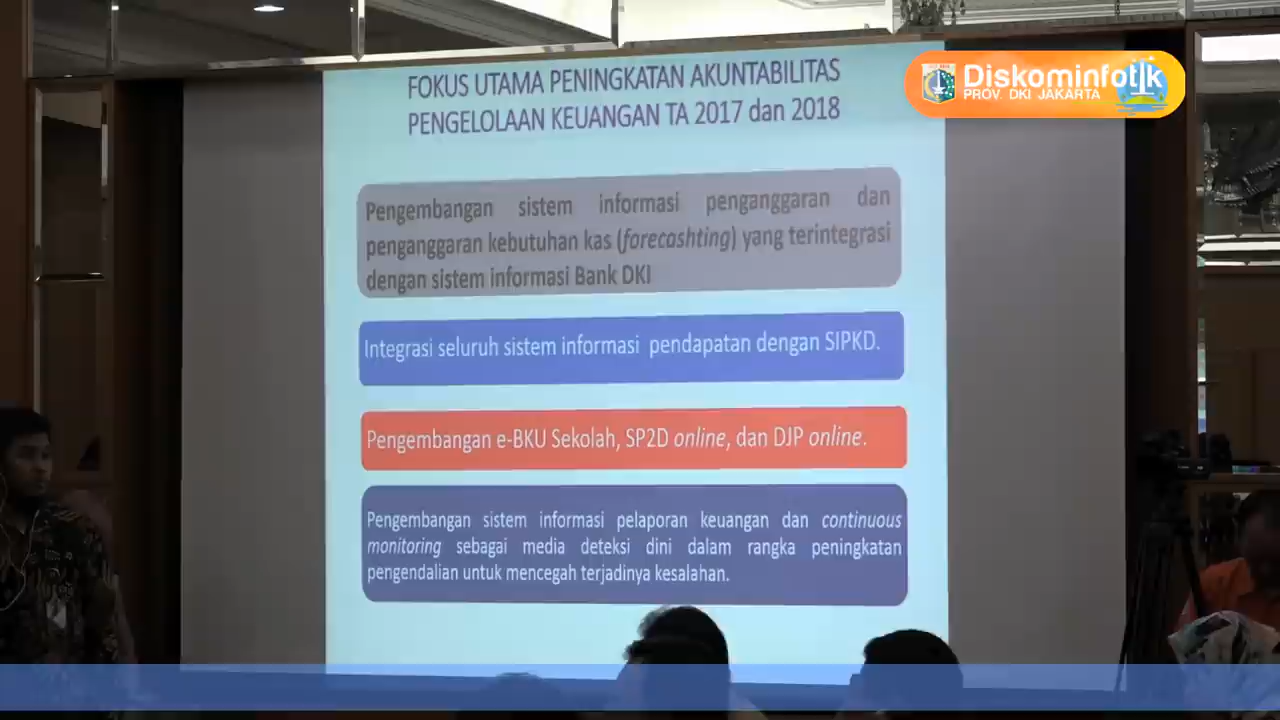 FOKUS UTAMA PENINGKATAN AKUNTABILITAS
PENGELOLAAN KEUANGAN TA 2017 dan 2018
Diskominfotik
PROV. DKI JAKARTA
Pengembangan sistem informasi penganggaran dan
penganggaran kebutuhan kas (forecashting) yang terintegrasi
dengan sistem informasi Bank DKI
Integrasi seluruh sistem informasi pendapatan dengan SIPKD.
Pengembangan e-BKU Sekolah, SP2D online, dan DJP online.
Pengembangan sistem informasi pelaporan keuangan dan continuous
monitoring sebagai media deteksi dini dalam rangka peningkatan
pengendalian untuk mencegah terjadinya kesalahan.